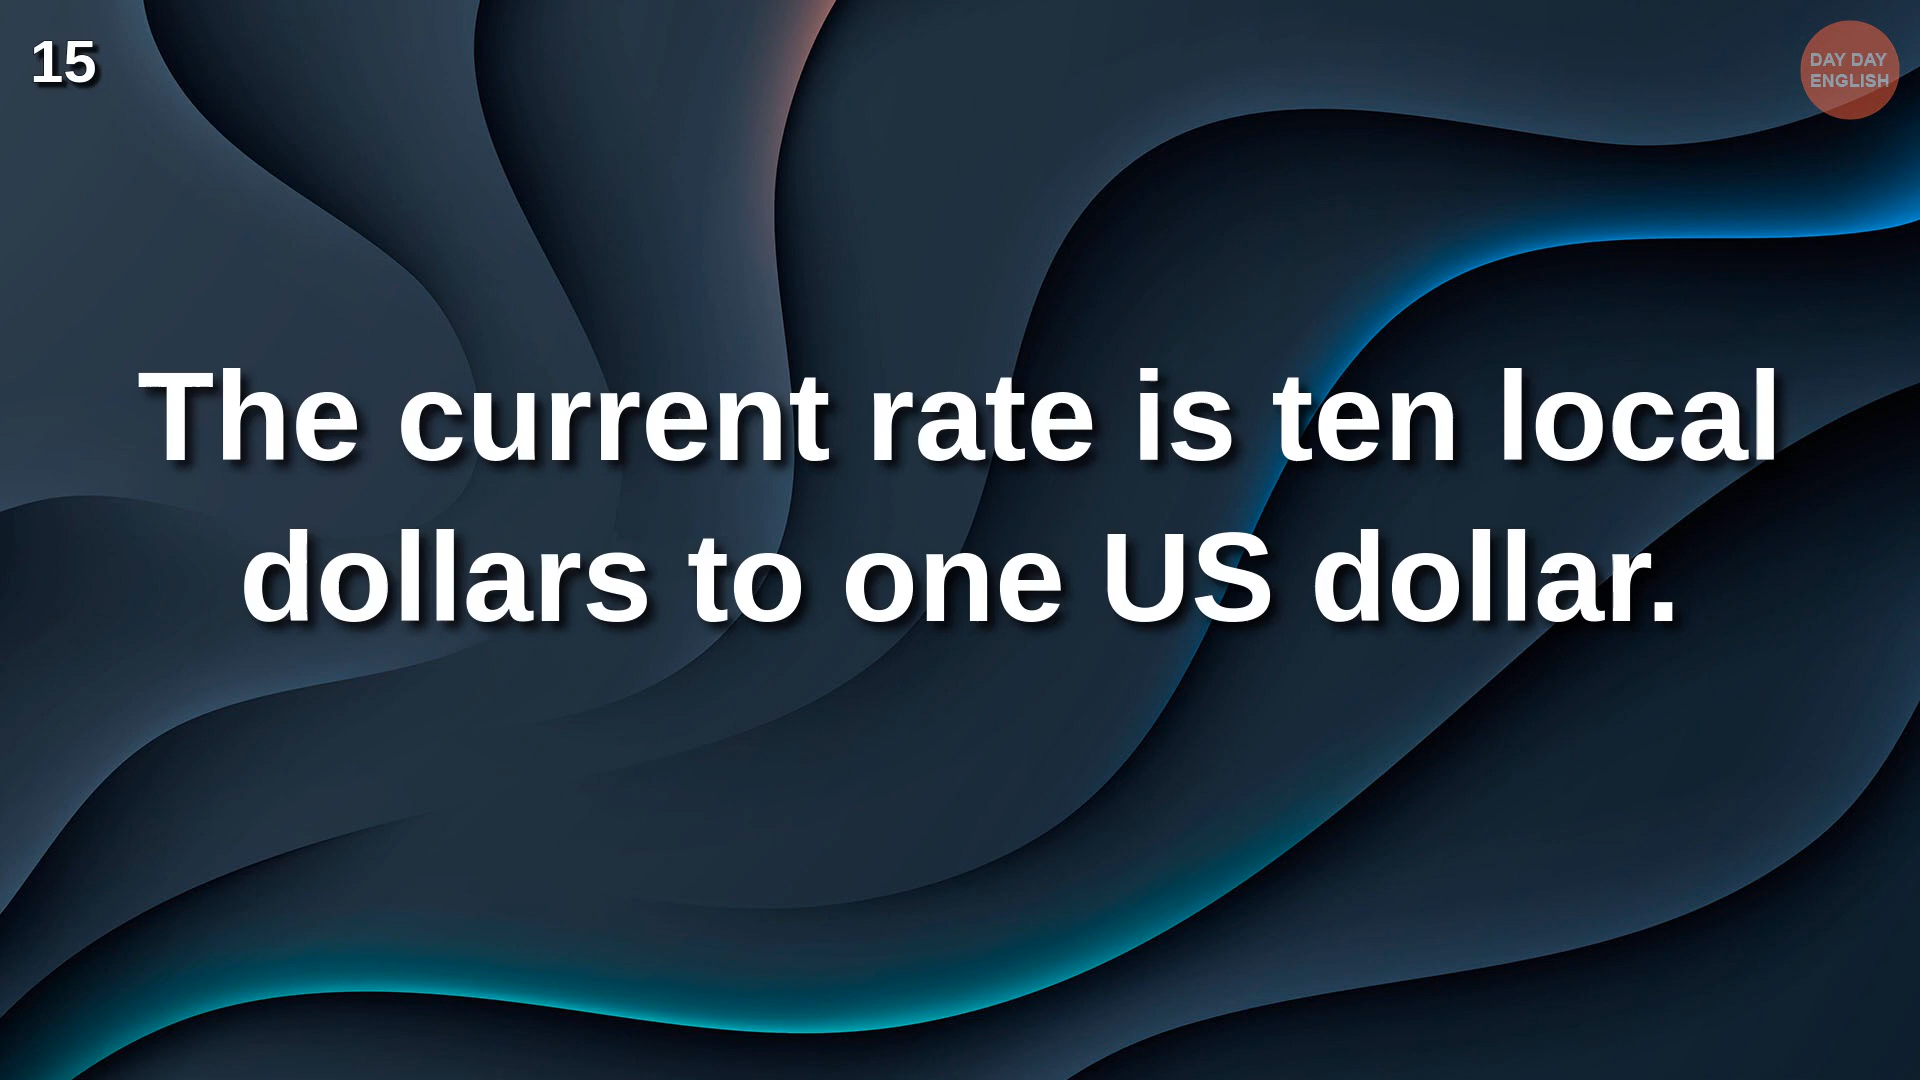 15
DAY DAY
ENGLISH
The current rate is ten local
dollars to one US dollar.